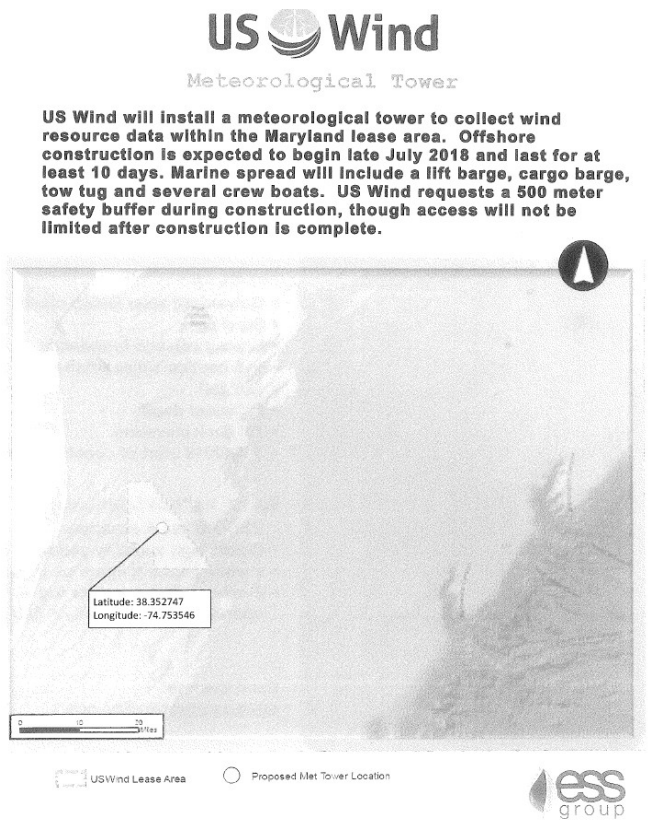 US Wind
Meteorological Tower
US Wind will install a meteorological tower to collect wind
resource data within the Maryland lease area. Offshore
construction is expected to begin late July 2018 and last for at
least 10 days. Marine spread will include a lift barge, cargo barge,
tow tug and several crew boats. US Wind requests a 500 meter
safety buffer during construction, though access will not be
limited after construction is complete.
Latitude: 38.352747
Longitude: -74.753546
0 10 20
Miles
USWind Lease Area
Proposed Met Tower Location
ess
group